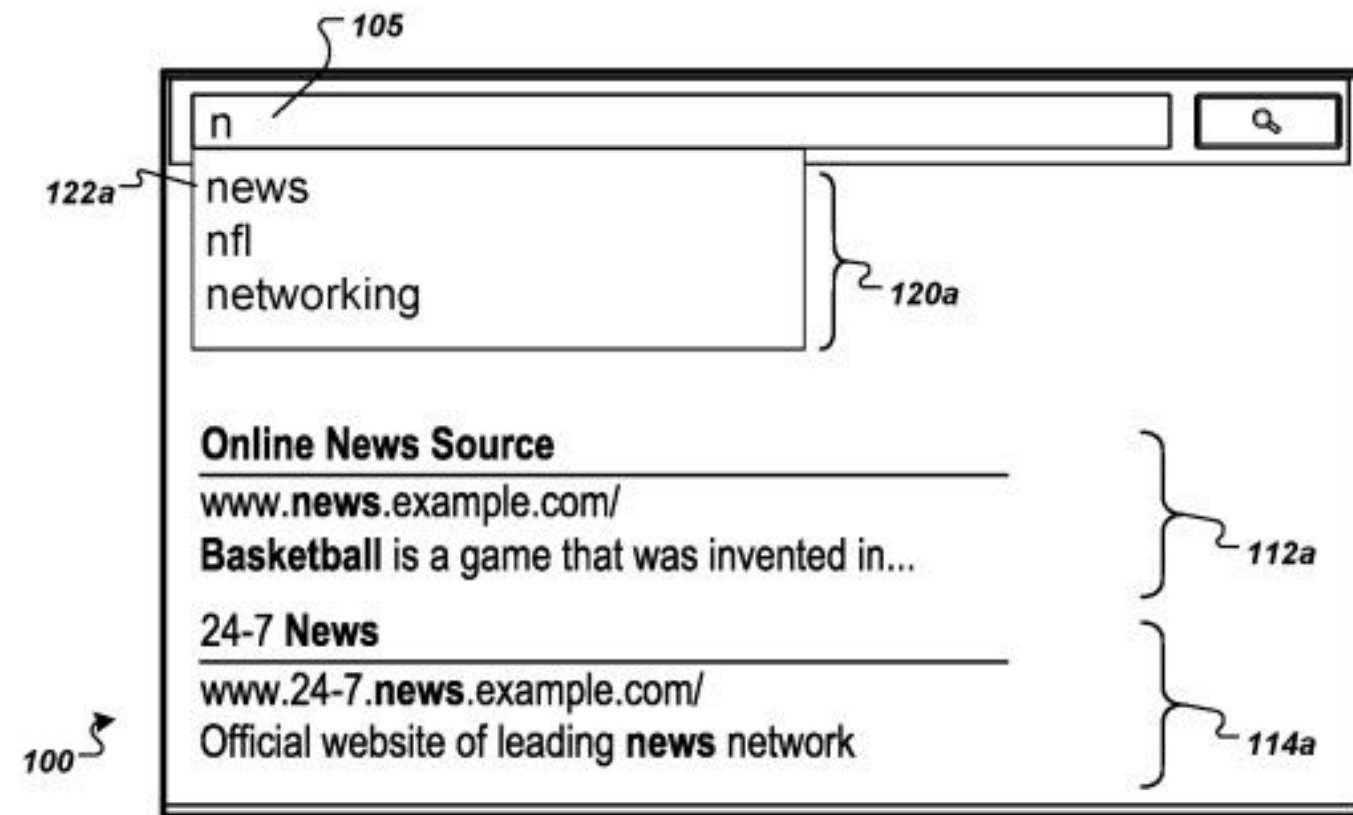 105
n
122a
news
nfl
networking
120a
Online News Source
www.news.example.com/
Basketball is a game that was invented in...
112a
24-7 News
www.24-7.news.example.com/
Official website of leading news network
114a
100